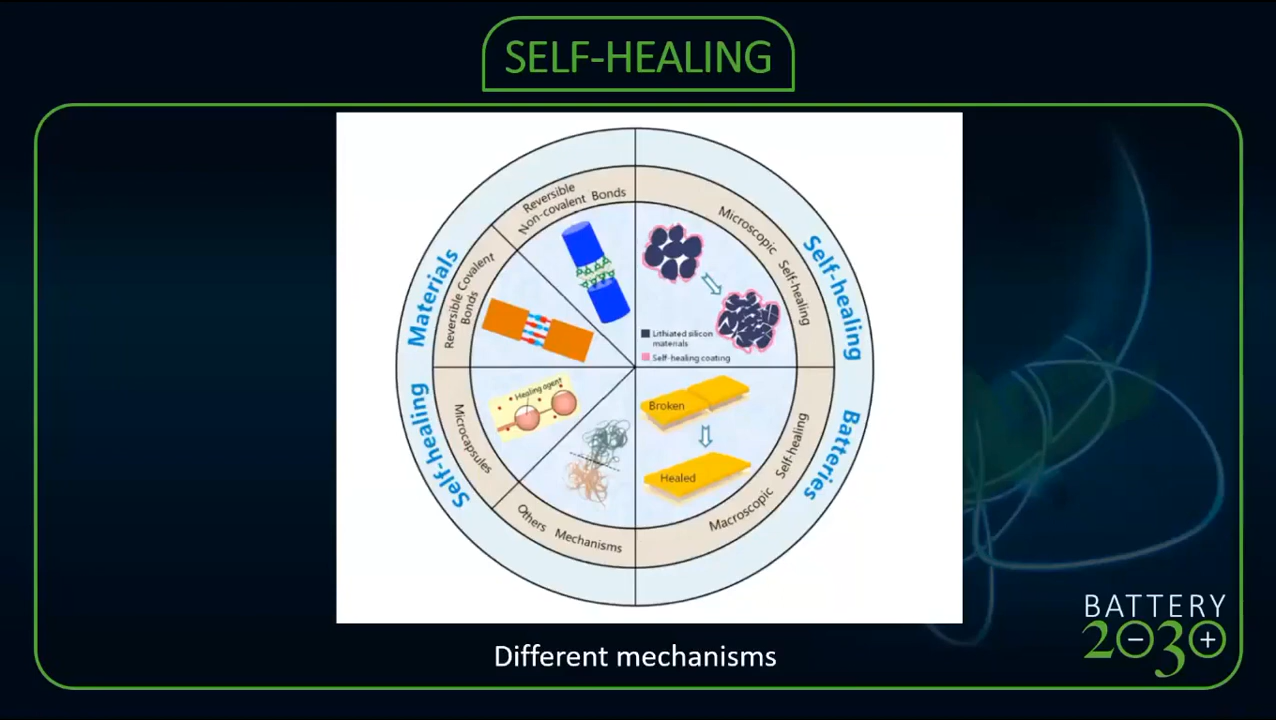 SELF-HEALING
Self-healing Materials
Self-healing Batteries
Reversible
Non-covalent Bonds
Reversible Covalent
Bonds
Microscopic Self-healing
Lithiated silicon
materials
Self-healing coating
Healing agent
Microcapsules
Others Mechanisms
Broken
Healed
Macroscopic Self-healing
Different mechanisms
BATTERY
2030+